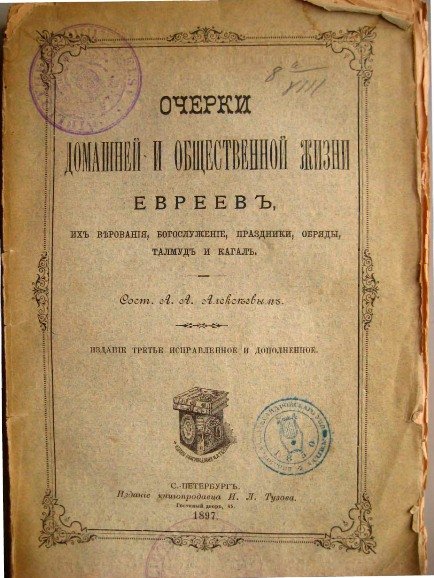 ОЧЕРКИ
ДОМАШНЕЙ И ОБЩЕСТВЕННОЙ ЖИЗНИ
ЕВРЕЕВЪ,
ИХЪ ВѢРОВАНІЯ, БОГОСЛУЖЕНІЕ, ПРАЗДНИКИ, ОБРЯДЫ,
ТАЛМУДЪ И КАГАЛЪ.
Сост. А. А. Алексѣевымъ.
ИЗДАНІЕ ТРЕТЬЕ ИСПРАВЛЕННОЕ И ДОПОЛНЕННОЕ.
С.-ПЕТЕРБУРГЪ.
Изданіе книгопродавца И. Л. Тузова.
Гостиный дворъ, 45.
1897.